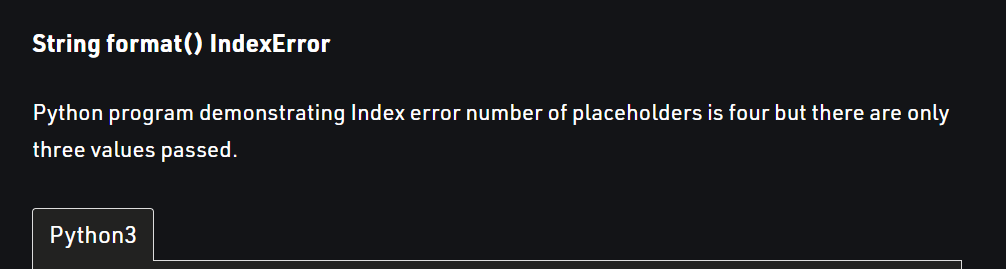 String format() IndexError
Python program demonstrating Index error number of placeholders is four but there are only
three values passed.
Python3